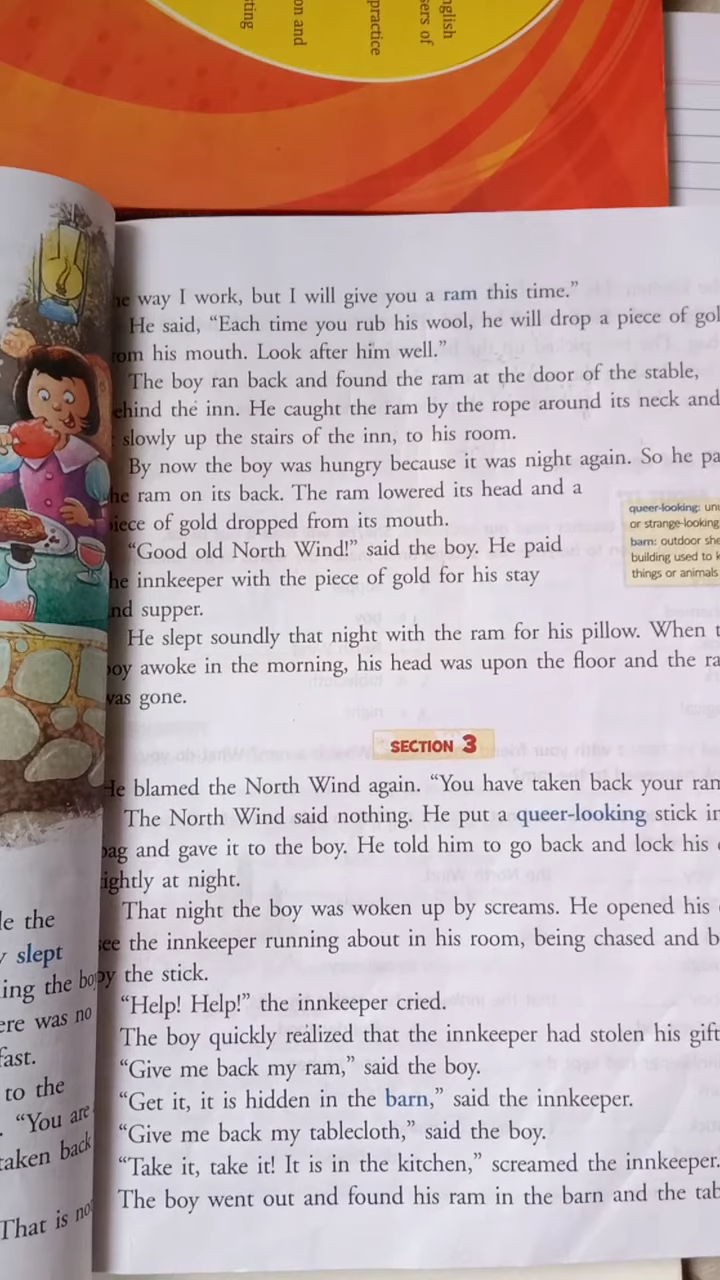 nglish
sers of
practice
on and
sting
he way I work, but I will give you a ram this time.”
He said, “Each time you rub his wool, he will drop a piece of gol
rom his mouth. Look after him well.”
The boy ran back and found the ram at the door of the stable,
ehind the inn. He caught the ram by the rope around its neck and
slowly up the stairs of the inn, to his room.
By now the boy was hungry because it was night again. So he pa
he ram on its back. The ram lowered its head and a
iece of gold dropped from its mouth.
“Good old North Wind!” said the boy. He paid
he innkeeper with the piece of gold for his stay
nd supper.
queer-looking: unu
or strange-looking
barn: outdoor she
building used to k
things or animals
He slept soundly that night with the ram for his pillow. When t
oy awoke in the morning, his head was upon the floor and the ra
was gone.
SECTION 3
He blamed the North Wind again. “You have taken back your ram
The North Wind said nothing. He put a queer-looking stick in
bag and gave it to the boy. He told him to go back and lock his
ightly at night.
That night the boy was woken up by screams. He opened his
ee the innkeeper running about in his room, being chased and b
by the stick.
“Help! Help!” the innkeeper cried.
The boy quickly realized that the innkeeper had stolen his gift
“Give me back my ram,” said the boy.
“Get it, it is hidden in the barn,” said the innkeeper.
“Give me back my tablecloth,” said the boy.
“Take it, take it! It is in the kitchen,” screamed the innkeeper.
The boy went out and found his ram in the barn and the tab
le the
y slept
ing the boy
ere was no
fast.
to the
. “You are
taken back
That is no